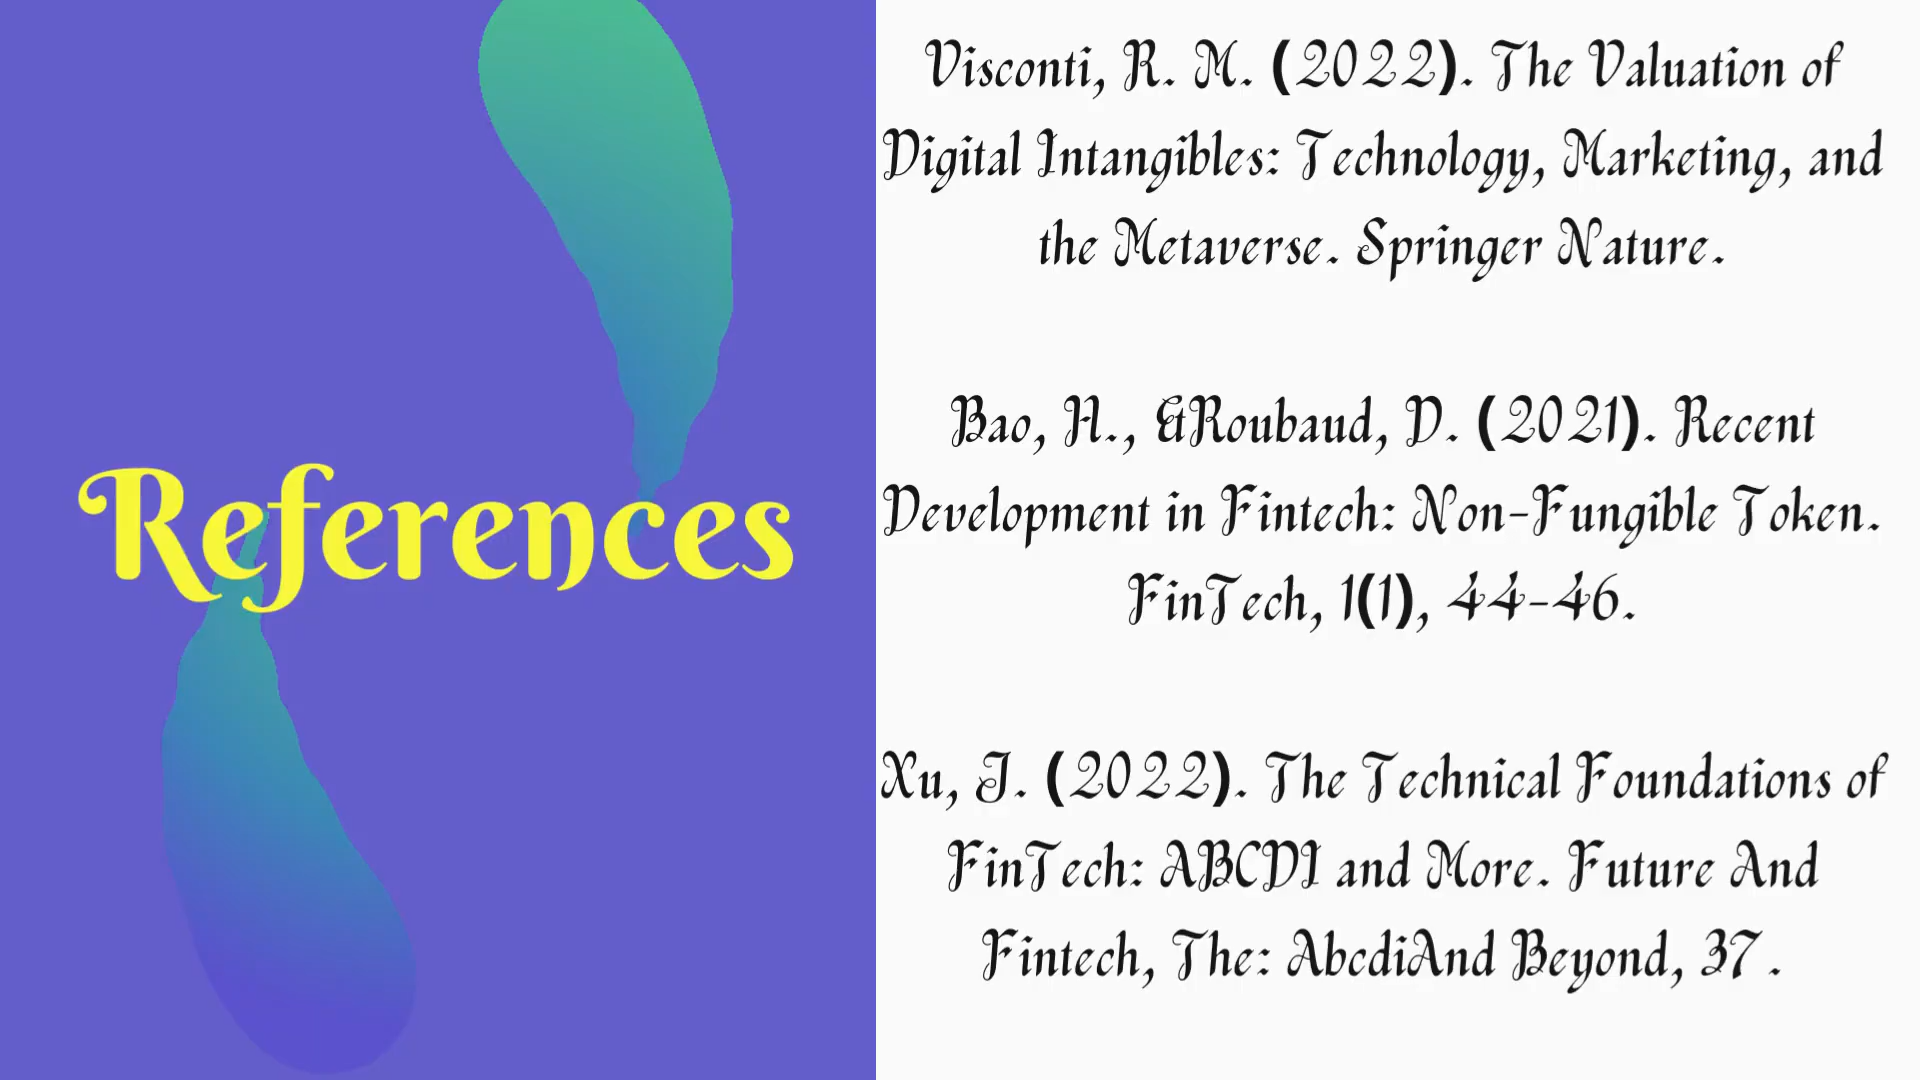 References
Visconti, R. M. (2022). The Valuation of
Digital Intangibles: Technology, Marketing, and
the Metaverse. Springer Nature.
Bao, H., &Roubaud, D. (2021). Recent
Development in Fintech: Non-Fungible Token.
FinTech, 1(1), 44-46.
Xu, J. (2022). The Technical Foundations of
FinTech: ABCDI and More. Future And
Fintech, The: AbcdiAnd Beyond, 37.